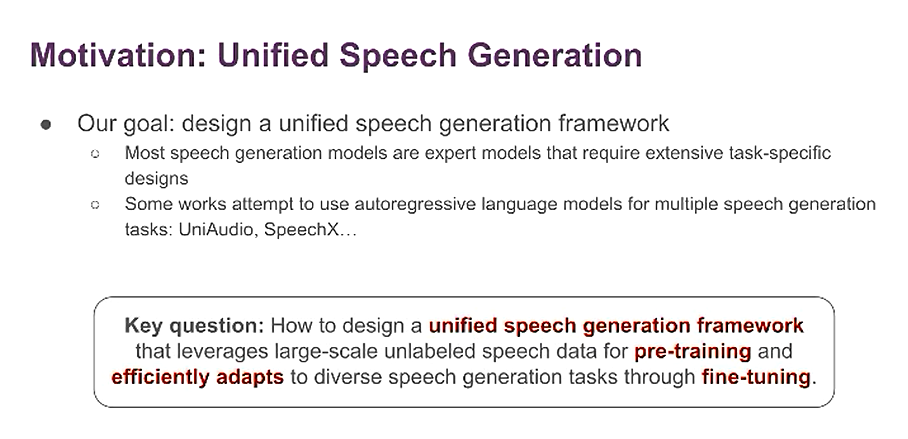 Motivation: Unified Speech Generation
● Our goal: design a unified speech generation framework
○ Most speech generation models are expert models that require extensive task-specific
designs
○ Some works attempt to use autoregressive language models for multiple speech generation
tasks: UniAudio, SpeechX…
Key question: How to design a unified speech generation framework
that leverages large-scale unlabeled speech data for pre-training and
efficiently adapts to diverse speech generation tasks through fine-tuning.